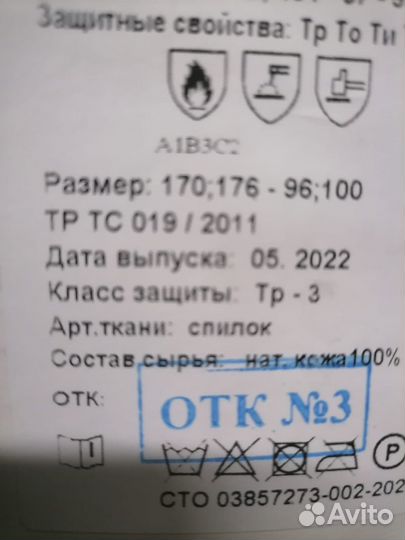 Защитные свойства: Тр То Ти
А1В3С2
Размер: 170;176 - 96;100
ТР ТС 019 / 2011
Дата выпуска: 05. 2022
Класс защиты: Тр - 3
Арт.ткани: спилок
Состав.сырья: нат. кожа100%
ОТК:
ОТК №3
P
СТО 03857273-002-202
Avito